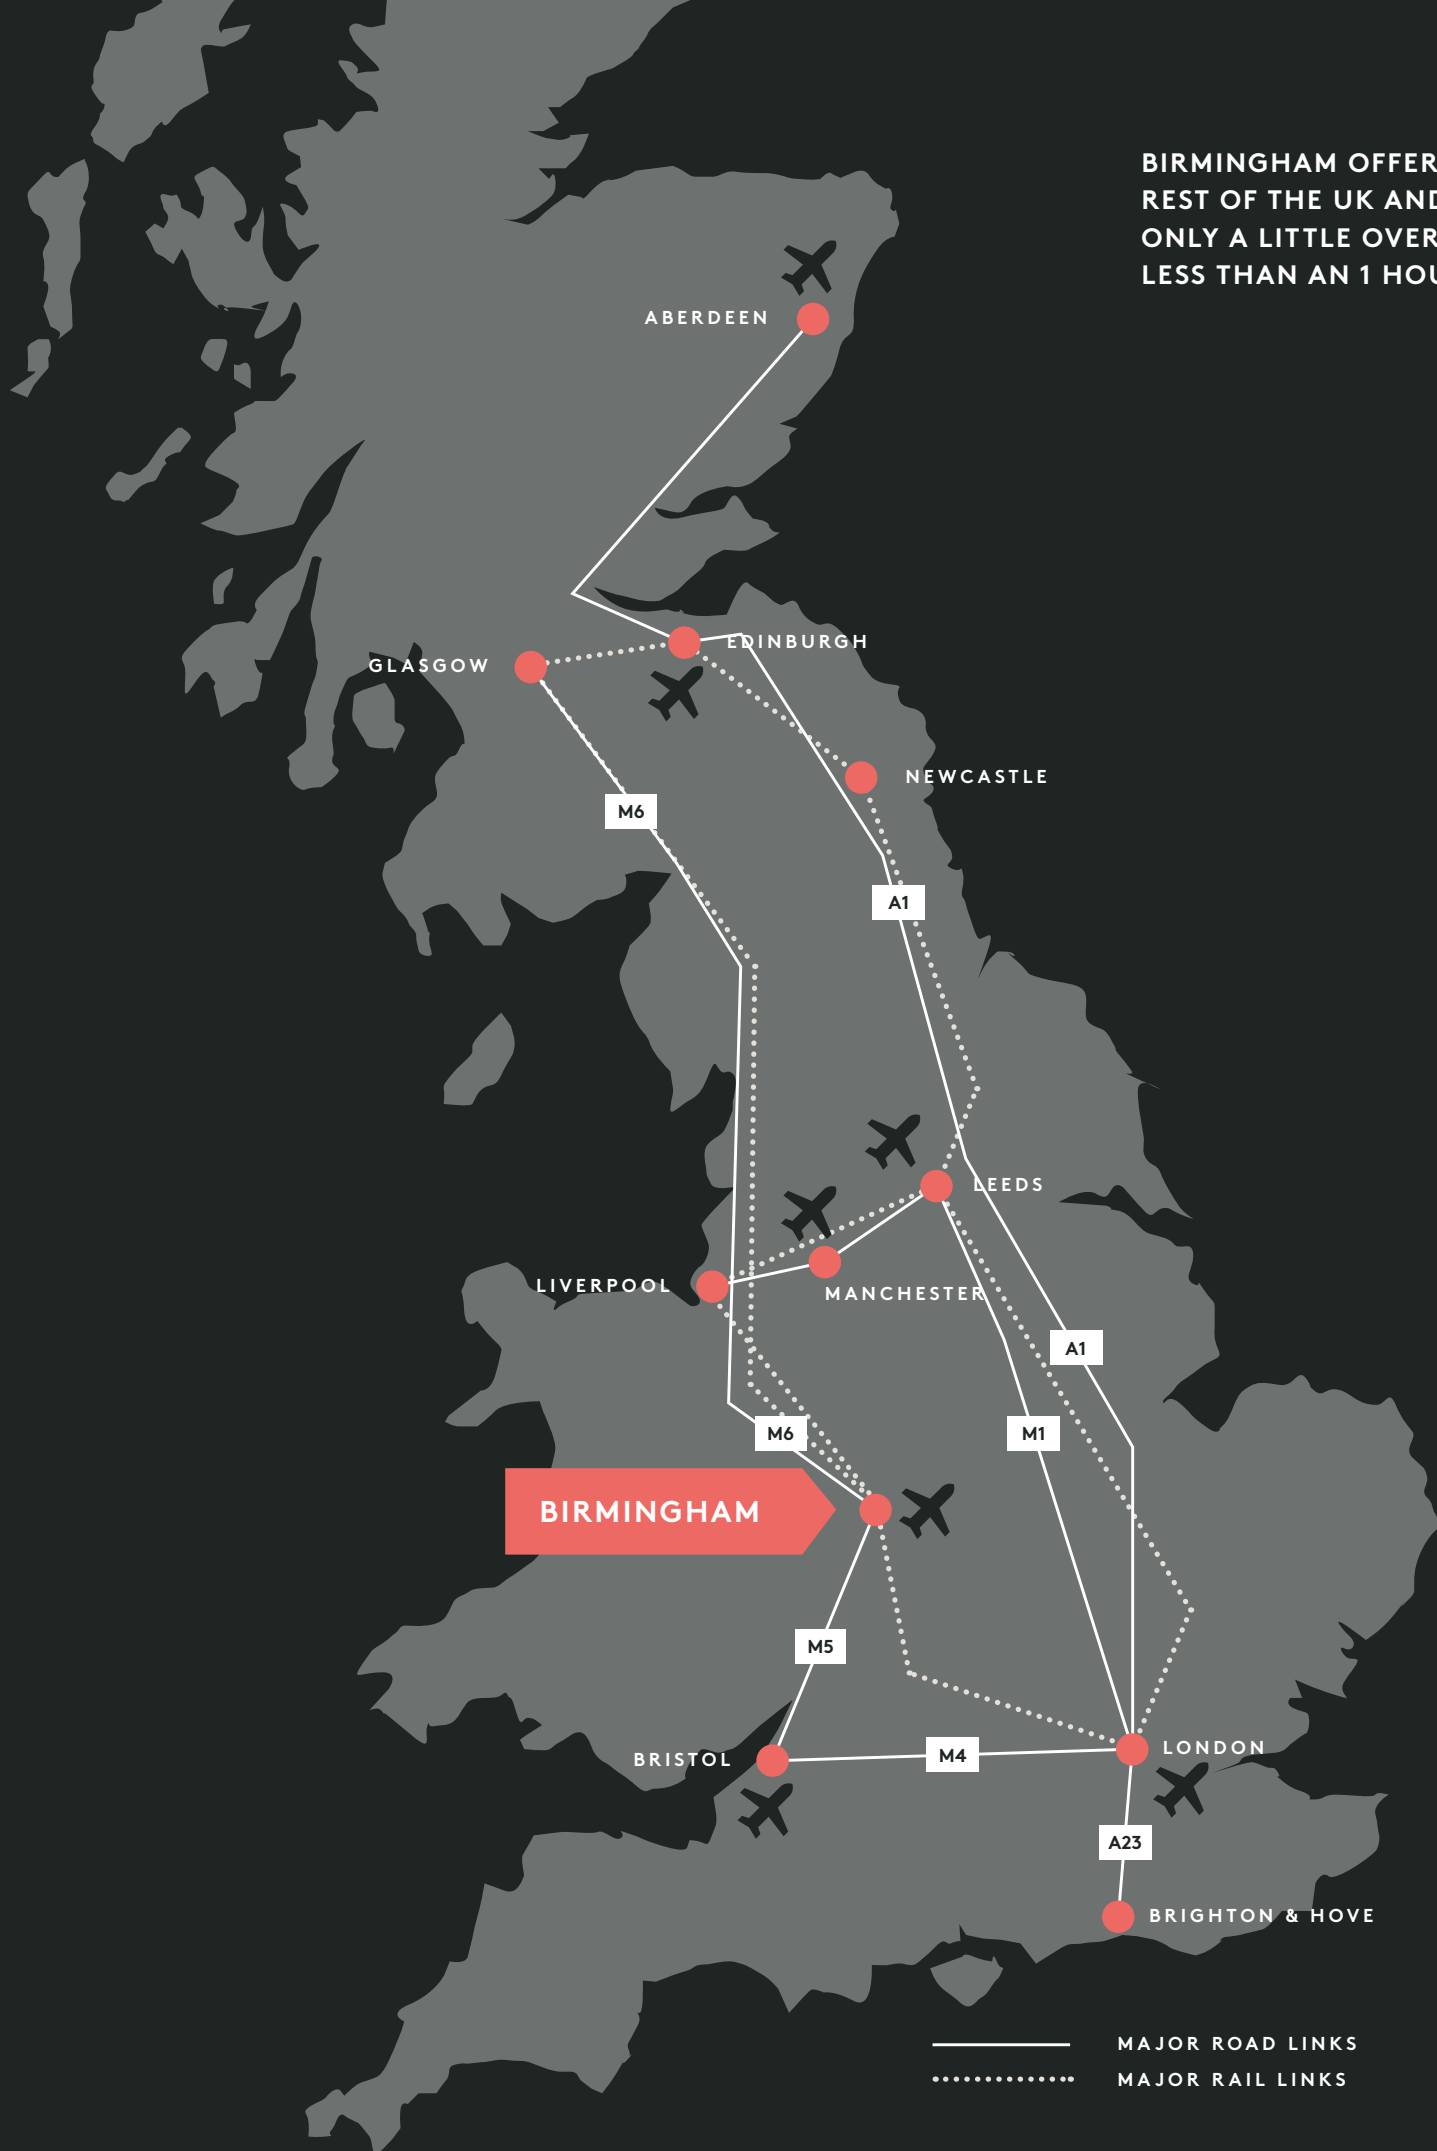 BIRMINGHAM OFFER
REST OF THE UK AND
ONLY A LITTLE OVER
LESS THAN AN 1 HOU
ABERDEEN
EDINBURGH
GLASGOW
NEWCASTLE
M6
A1
LEEDS
LIVERPOOL
MANCHESTER
A1
M6
M1
BIRMINGHAM
M5
LONDON
M4
BRISTOL
A23
BRIGHTON & HOVE
MAJOR ROAD LINKS
MAJOR RAIL LINKS